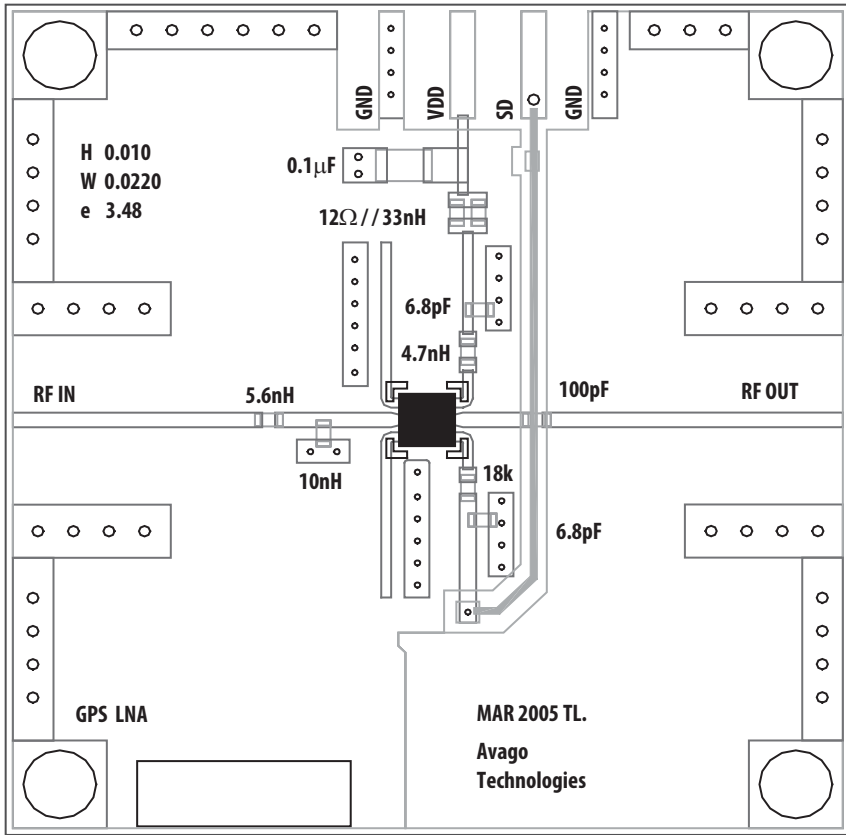 GND
VDD
SD
GND
H 0.010
W 0.0220
e 3.48
0.1μF
12Ω//33nH
6.8pF
4.7nH
RF IN
5.6nH
100pF
RF OUT
10nH
18k
6.8pF
GPS LNA
MAR 2005 TL.
Avago
Technologies